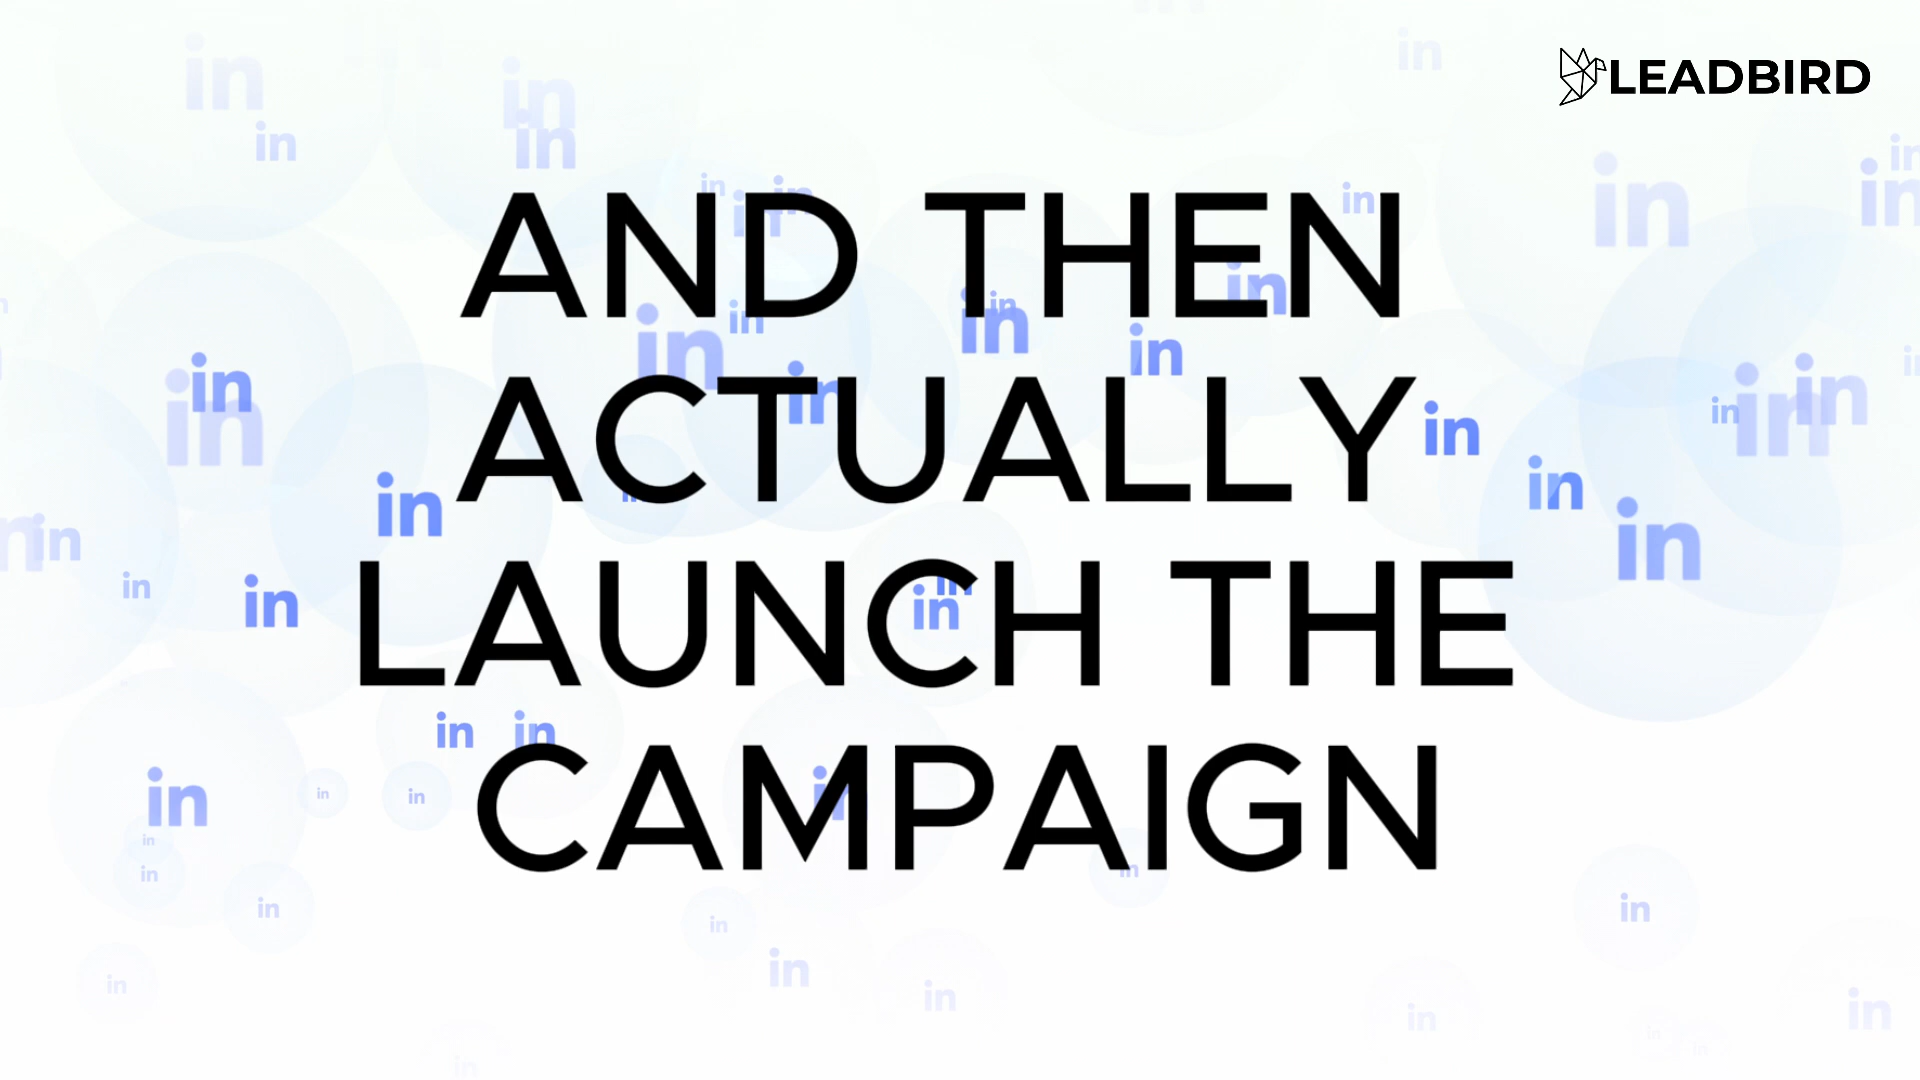 LEADBIRD
AND THEN
ACTUALLY
LAUNCH THE
CAMPAIGN